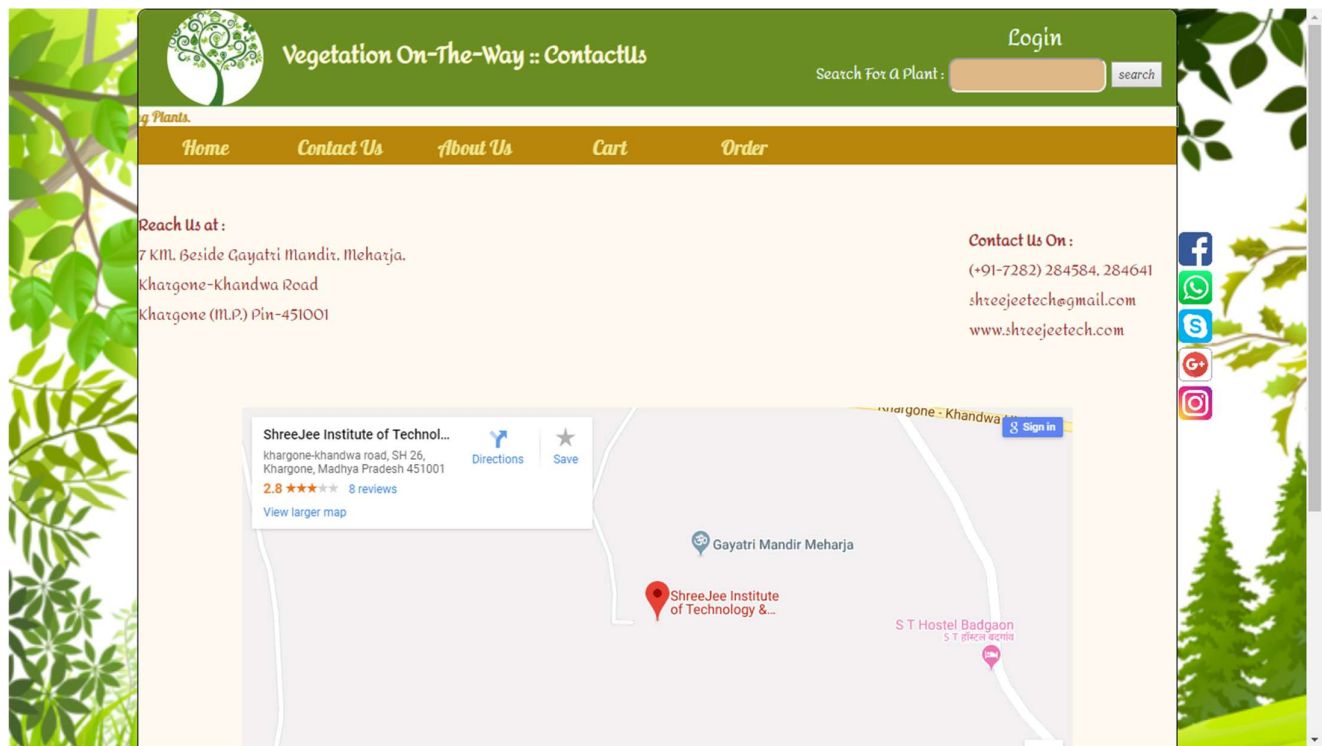 Vegetation On-The-Way :: ContactUs
Login
Search For A Plant :
search
g Plants.
Home Contact Us About Us Cart Order
Reach Us at :
7 KM. Beside Gayatri Mandir, Meharja,
Khargone-Khandwa Road
Khargone (M.P.) Pin-451001
Contact Us On :
(+91-7282) 284584, 284641
shreejeetech@gmail.com
www.shreejeetech.com
ShreeJee Institute of Technol...
khargone-khandwa road, SH 26,
Khargone, Madhya Pradesh 451001
2.8 8 reviews
View larger map
Directions
Save
Khargone - Khandwa
Sign in
Gayatri Mandir Meharja
ShreeJee Institute
of Technology &...
S T Hostel Badgaon
S T हॉस्टल बदगांव